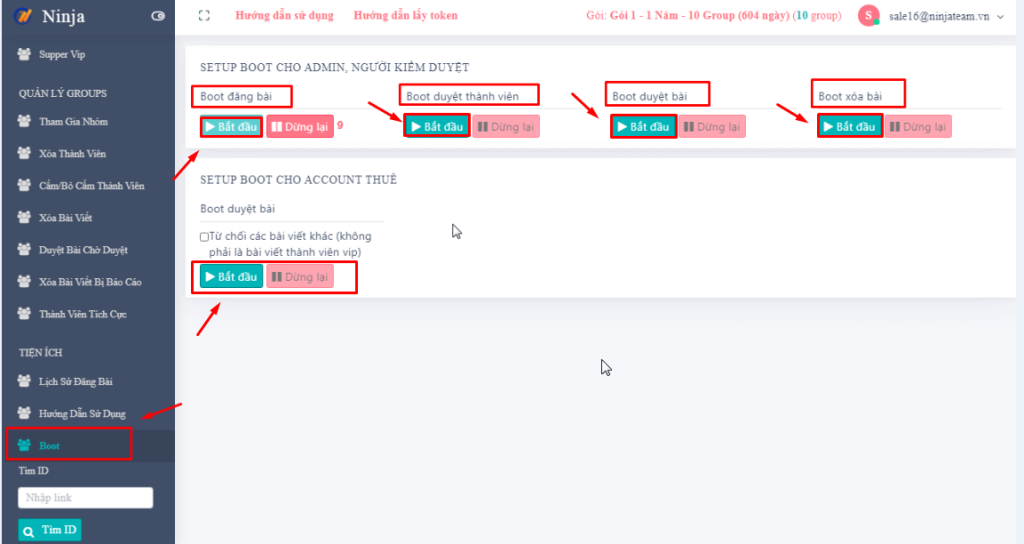 Ninja
Hướng dẫn sử dụng
Hướng dẫn lấy token
Gói: Gói 1 - 1 Năm - 10 Group (604 ngày) (10 group)
S
sale16@ninjateam.vn
Supper Vip
QUẢN LÝ GROUPS
Tham Gia Nhóm
Xóa Thành Viên
Cấm/Bỏ Cấm Thành Viên
Xóa Bài Viết
Duyệt Bài Chờ Duyệt
Xóa Bài Viết Bị Báo Cáo
Thành Viên Tích Cực
TIỆN ÍCH
Lịch Sử Đăng Bài
Hướng Dẫn Sử Dụng
Boot
Tìm ID
Nhập link
Tìm ID
SETUP BOOT CHO ADMIN, NGƯỜI KIỂM DUYỆT
Boot đăng bài
Bắt đầu
Dừng lại
9
Boot duyệt thành viên
Bắt đầu
Dừng lại
Boot duyệt bài
Bắt đầu
Dừng lại
Boot xóa bài
Bắt đầu
Dừng lại
SETUP BOOT CHO ACCOUNT THUÊ
Boot duyệt bài
Từ chối các bài viết khác (không
phải là bài viết thành viên vip)
Bắt đầu
Dừng lại